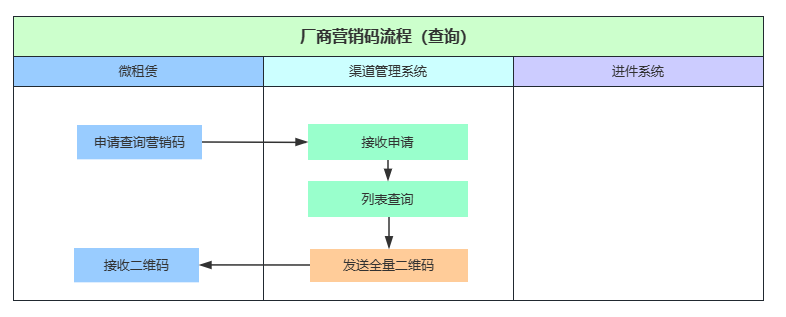 厂商营销码流程（查询）
微租赁
渠道管理系统
进件系统
申请查询营销码
接收申请
列表查询
接收二维码
发送全量二维码